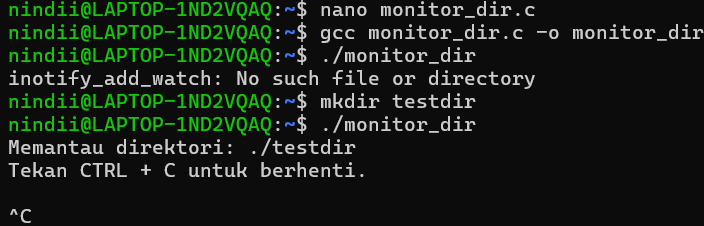 nindii@LAPTOP-1ND2VQAQ:~$ nano monitor_dir.c
nindii@LAPTOP-1ND2VQAQ:~$ gcc monitor_dir.c -o monitor_dir
nindii@LAPTOP-1ND2VQAQ:~$ ./monitor_dir
inotify_add_watch: No such file or directory
nindii@LAPTOP-1ND2VQAQ:~$ mkdir testdir
nindii@LAPTOP-1ND2VQAQ:~$ ./monitor_dir
Memantau direktori: ./testdir
Tekan CTRL + C untuk berhenti.
^C